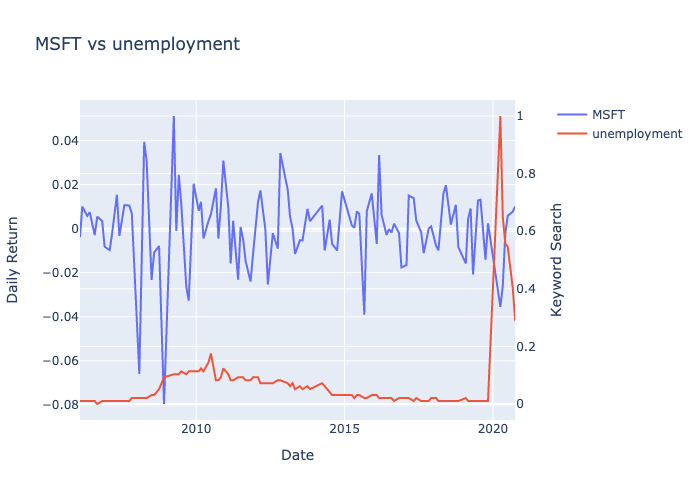 MSFT vs unemployment
MSFT
unemployment
Daily Return
0.04
0.02
0
−0.02
−0.04
−0.06
−0.08
1
0.8
0.6
0.4
0.2
0
Keyword Search
2010
2015
2020
Date